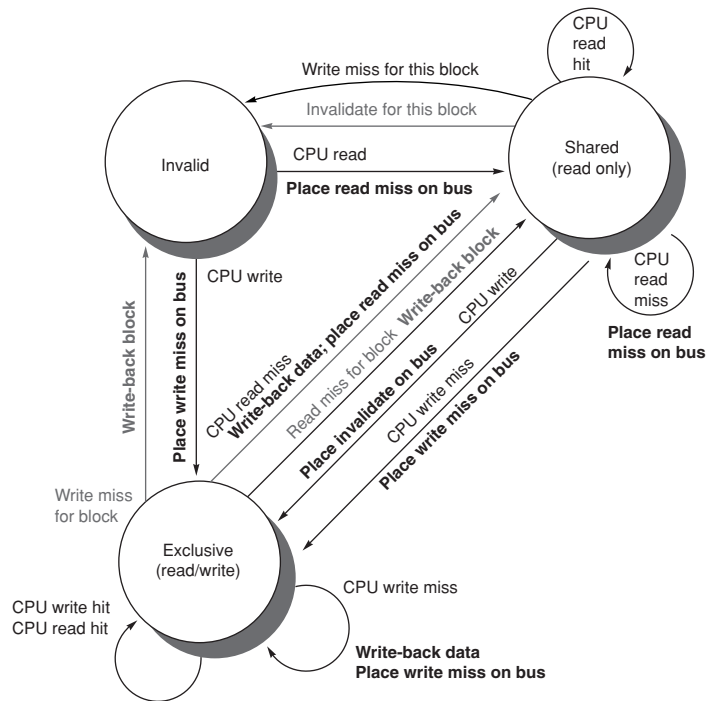 CPU
read
hit
Write miss for this block
Invalidate for this block
Shared
(read only)
Invalid
CPU read
Place read miss on bus
CPU
read
miss
Place read
miss on bus
CPU write
Place write miss on bus
Write-back block
Write miss
for block
CPU read miss
Write-back data; place read miss on bus
Read miss for block Write-back block
CPU write
Place invalidate on bus
CPU write miss
Place write miss on bus
Exclusive
(read/write)
CPU write hit
CPU read hit
CPU write miss
Write-back data
Place write miss on bus